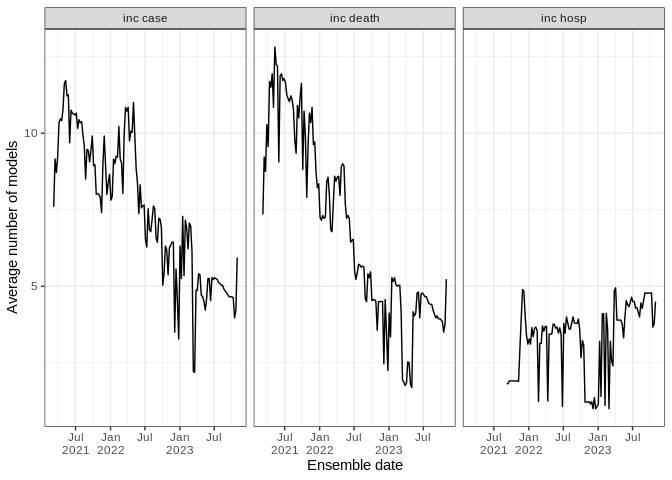 inc case
inc death
inc hosp
Average number of models
10
5
Jul Jan Jul Jan Jul
2021 2022 2023
Jul Jan Jul Jan Jul
2021 2022 2023
Jul Jan Jul Jan Jul
2021 2022 2023
Ensemble date